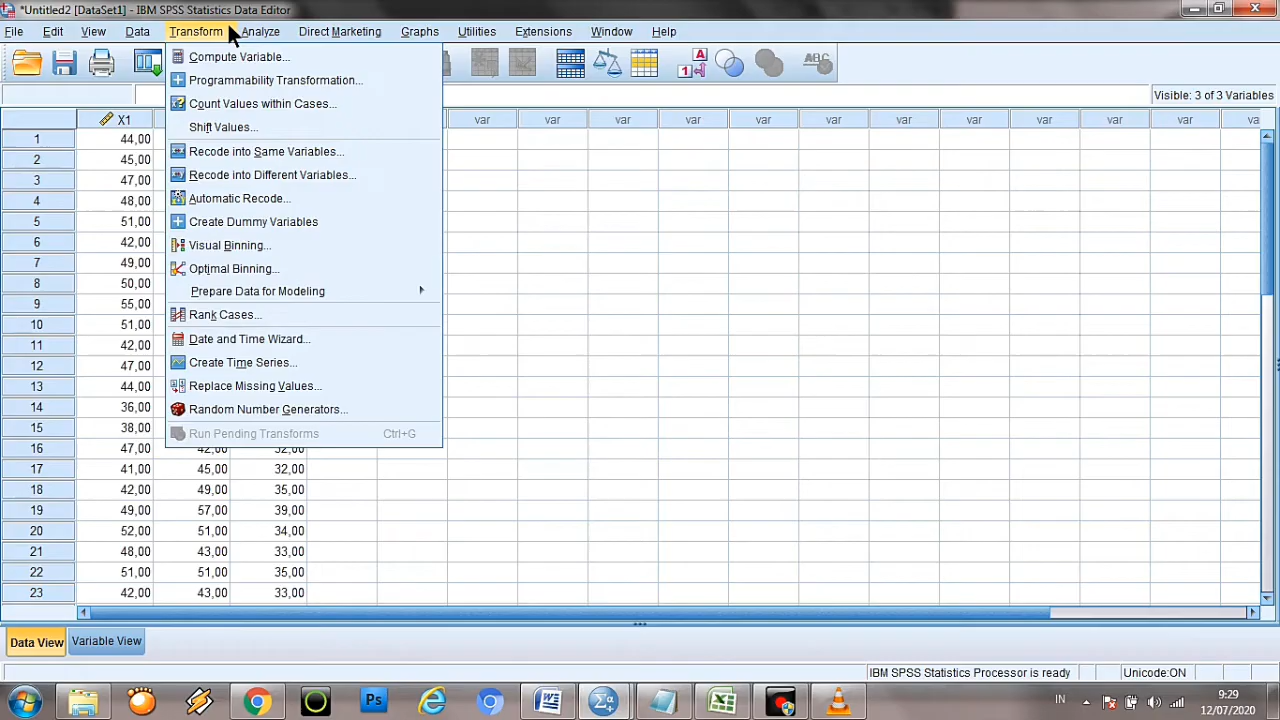 *Untitled2 [DataSet1] - IBM SPSS Statistics Data Editor
File Edit View Data Transform Analyze Direct Marketing Graphs Utilities Extensions Window Help
Compute Variable...
Programmability Transformation...
Count Values within Cases...
Shift Values...
Recode into Same Variables...
Recode into Different Variables...
Automatic Recode...
Create Dummy Variables
Visual Binning...
Optimal Binning...
Prepare Data for Modeling
Rank Cases...
Date and Time Wizard...
Create Time Series...
Replace Missing Values...
Random Number Generators...
Run Pending Transforms Ctrl+G
A
1
ABC
Visible: 3 of 3 Variables
X1 var var var var var var var var var var var va
1 44,00
2 45,00
3 47,00
4 48,00
5 51,00
6 42,00
7 49,00
8 50,00
9 55,00
10 51,00
11 42,00
12 47,00
13 44,00
14 36,00
15 38,00
16 47,00 42,00 32,00
17 41,00 45,00 32,00
18 42,00 49,00 35,00
19 49,00 57,00 39,00
20 52,00 51,00 34,00
21 48,00 43,00 33,00
22 51,00 51,00 35,00
23 42,00 43,00 33,00
Data View Variable View
IBM SPSS Statistics Processor is ready Unicode:ON
Ps
IN
9:29
12/07/2020